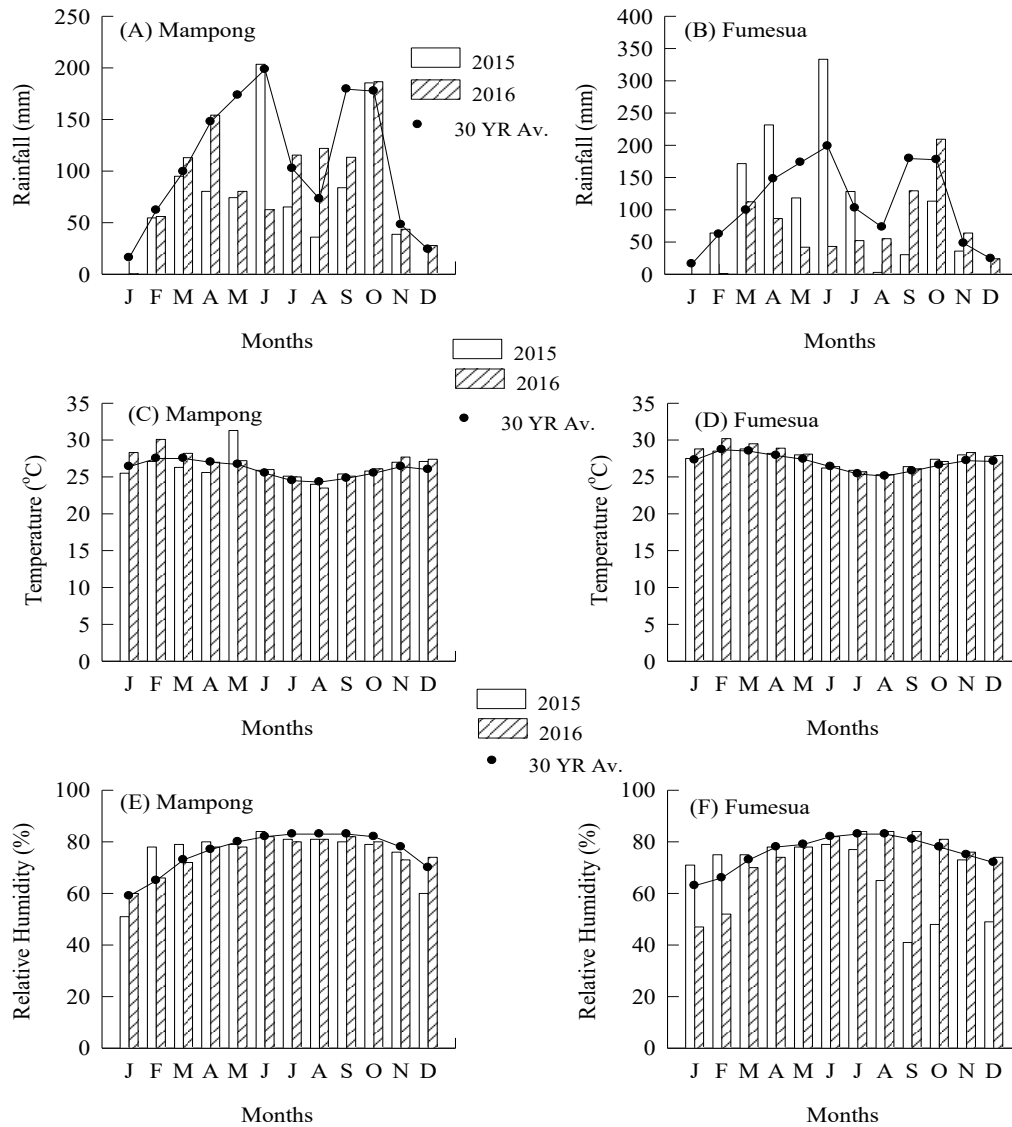 (A) Mampong
2015
2016
30 YR Av.
Rainfall (mm)
250
200
150
100
50
0
J F M A M J J A S O N D
Months
(B) Fumesua
Rainfall (mm)
400
350
300
250
200
150
100
50
0
J F M A M J J A S O N D
Months
2015
2016
30 YR Av.
(C) Mampong
Temperature (°C)
35
30
25
20
15
10
5
0
J F M A M J J A S O N D
Months
(D) Fumesua
Temperature (°C)
35
30
25
20
15
10
5
0
J F M A M J J A S O N D
Months
2015
2016
30 YR Av.
(E) Mampong
Relative Humidity (%)
100
80
60
40
20
0
J F M A M J J A S O N D
Months
(F) Fumesua
Relative Humidity (%)
100
80
60
40
20
0
J F M A M J J A S O N D
Months